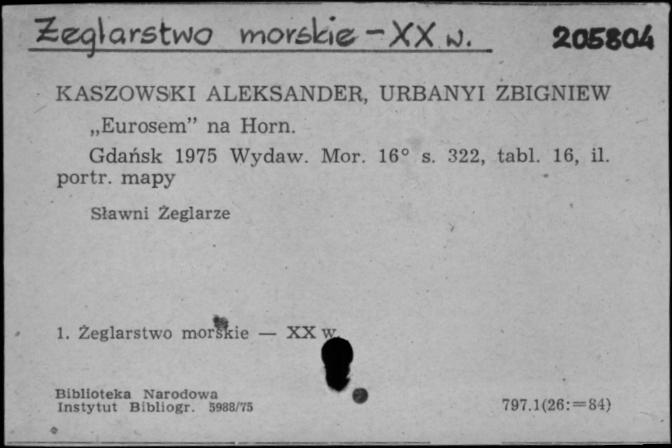 Żeglarstwo morskie – XX w. 205804
KASZOWSKI ALEKSANDER, URBANYI ZBIGNIEW
„Eurosem” na Horn.
Gdańsk 1975 Wydaw. Mor. 16° s. 322, tabl. 16, il.
portr. mapy
Sławni Żeglarze
1. Żeglarstwo morskie — XX w.
Biblioteka Narodowa
Instytut Bibliogr. 5988/75 797.1(26:=84)